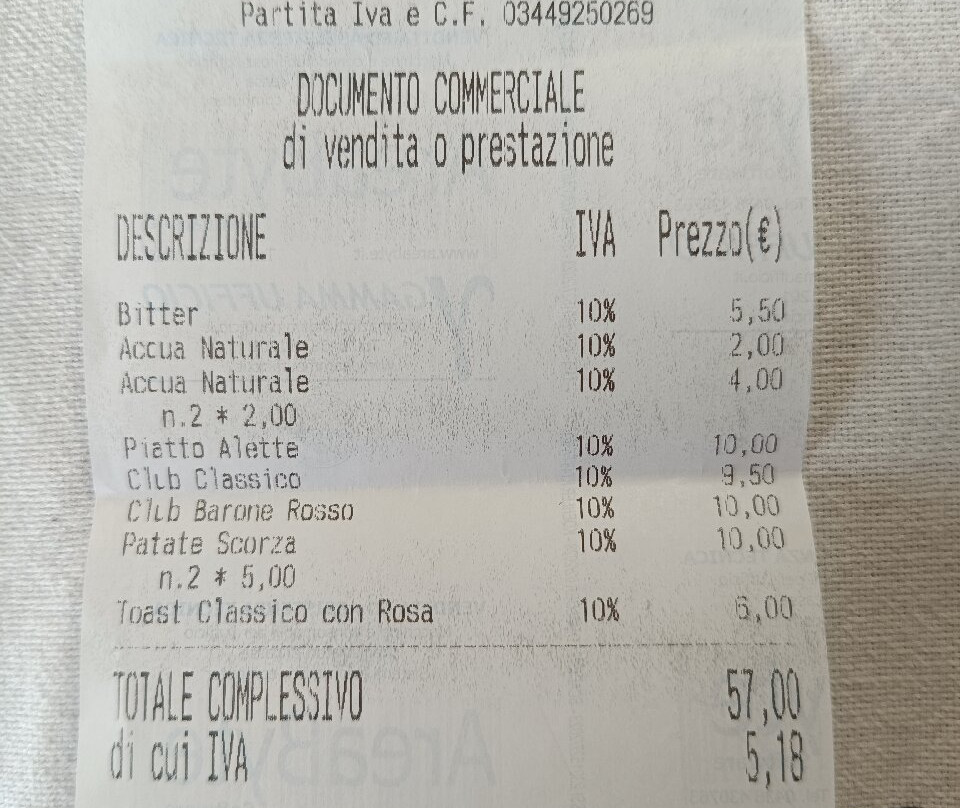 Partita Iva e C.F. 03449250269
DOCUMENTO COMMERCIALE
di vendita o prestazione
DESCRIZIONE IVA Prezzo(€)
Bitter 10% 5,50
Accua Naturale 10% 2,00
Accua Naturale 10% 4,00
n.2 * 2,00
Piatto Alette 10% 10,00
Club Classico 10% 9,50
Club Barone Rosso 10% 10,00
Patate Scorza 10% 10,00
n.2 * 5,00
Toast Classico con Rosa 10% 6,00
TOTALE COMPLESSIVO 57,00
di cui IVA 5,18